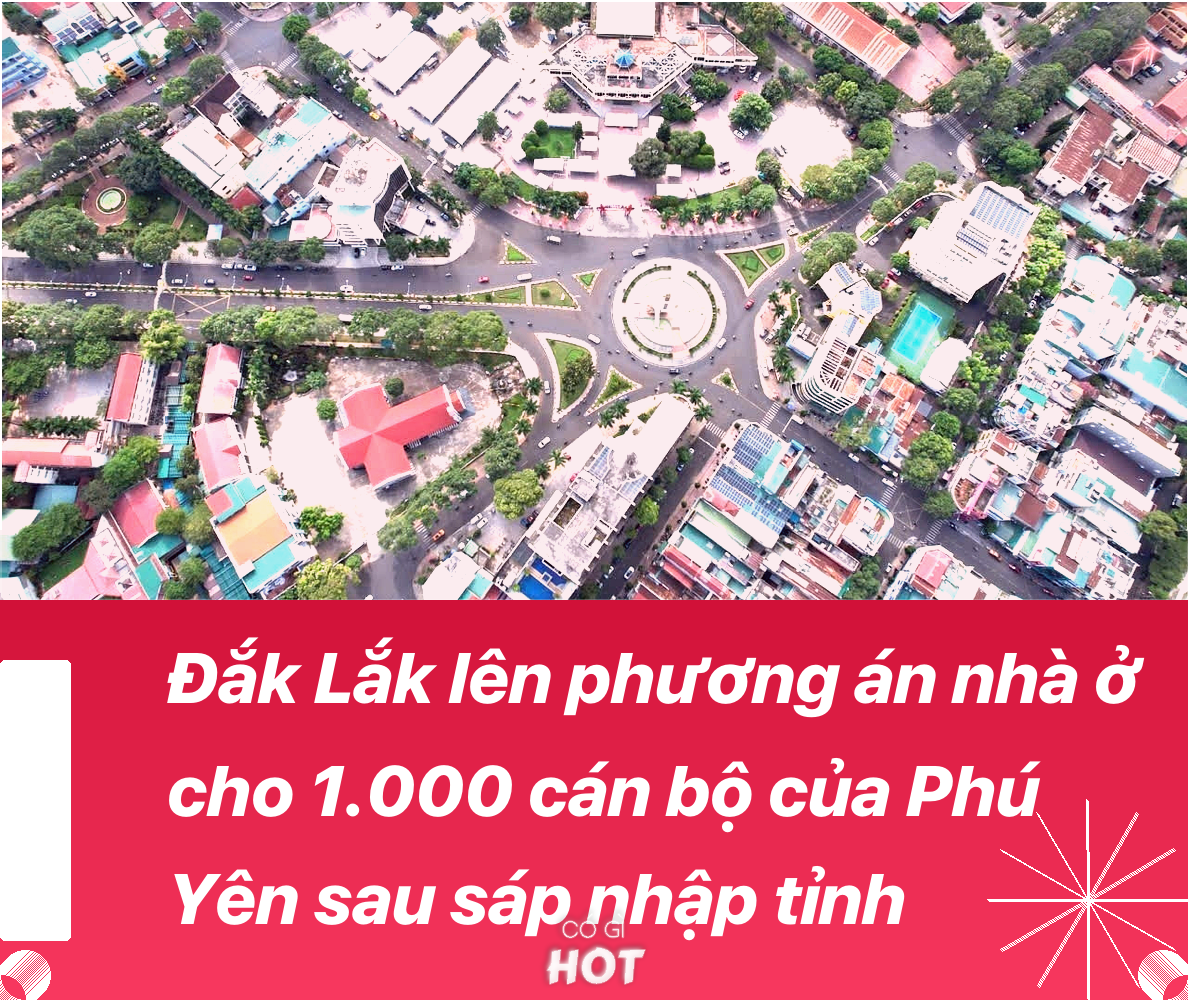 Đắk Lắk lên phương án nhà ở
cho 1.000 cán bộ của Phú
Yên sau sáp nhập tỉnh
CÓ GÌ
HOT